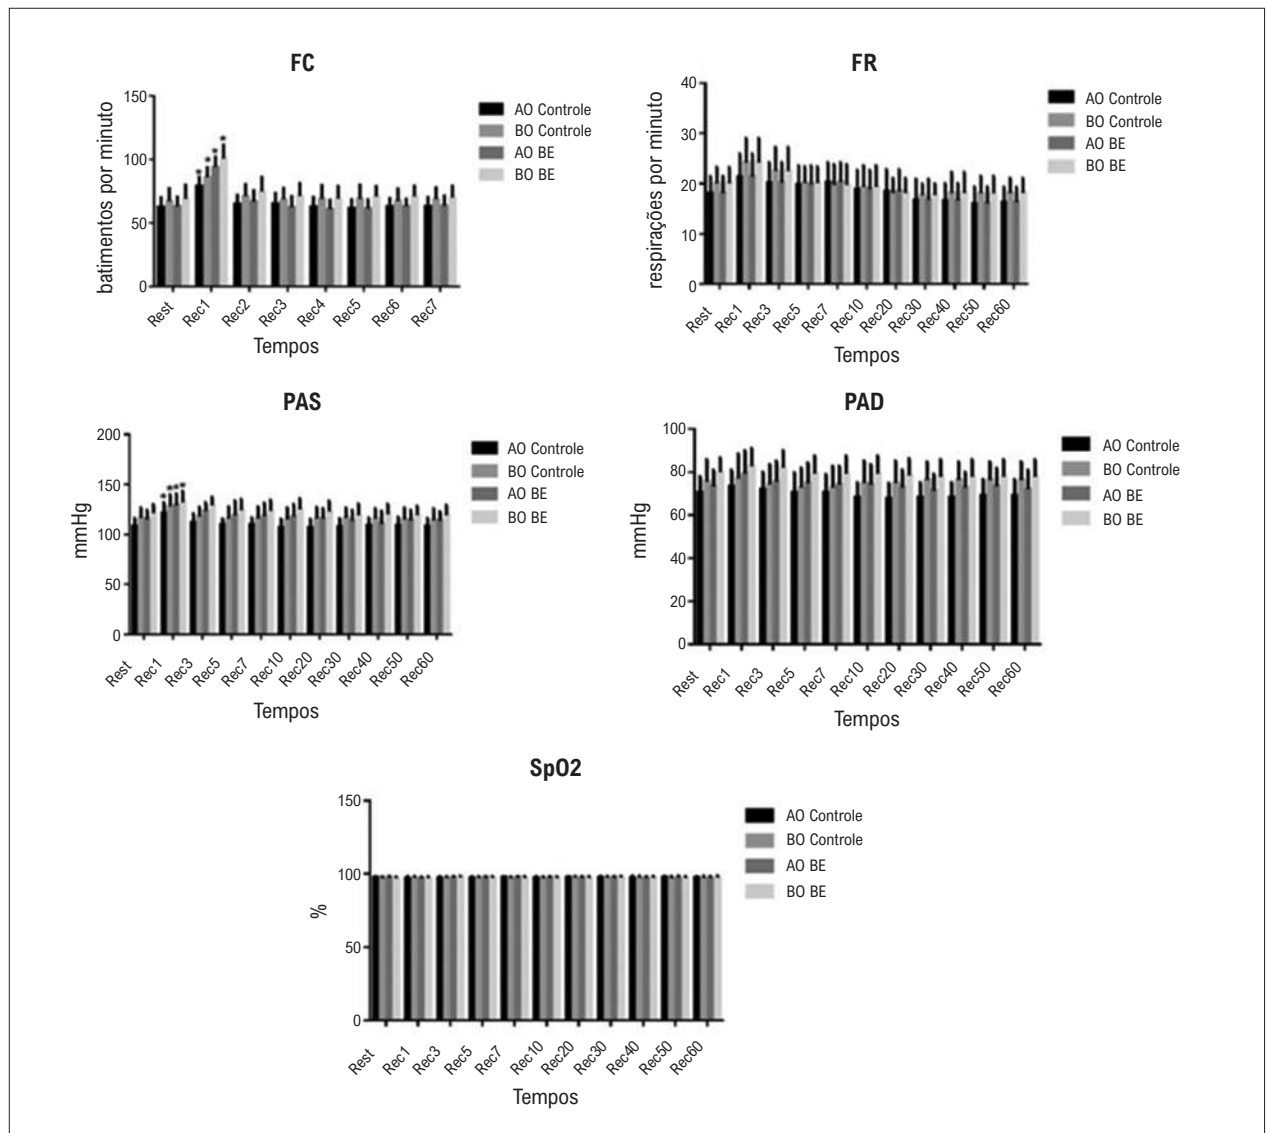 FC
batimentos por minuto
150
100
50
0
Rest
Rec1
Rec2
Rec3
Rec4
Rec5
Rec6
Rec7
Tempos
AO Controle
BO Controle
AO BE
BO BE
FR
respirações por minuto
40
30
20
10
0
Rest
Rec1
Rec3
Rec5
Rec7
Rec10
Rec20
Rec30
Rec40
Rec50
Rec60
Tempos
AO Controle
BO Controle
AO BE
BO BE
PAS
mmHg
200
150
100
50
0
Rest
Rec1
Rec3
Rec5
Rec7
Rec10
Rec20
Rec30
Rec40
Rec50
Rec60
Tempos
AO Controle
BO Controle
AO BE
BO BE
PAD
mmHg
100
80
60
40
20
0
Rest
Rec1
Rec3
Rec5
Rec7
Rec10
Rec20
Rec30
Rec40
Rec50
Rec60
Tempos
AO Controle
BO Controle
AO BE
BO BE
SpO2
%
150
100
50
0
Rest
Rec1
Rec3
Rec5
Rec7
Rec10
Rec20
Rec30
Rec40
Rec50
Rec60
Tempos
AO Controle
BO Controle
AO BE
BO BE